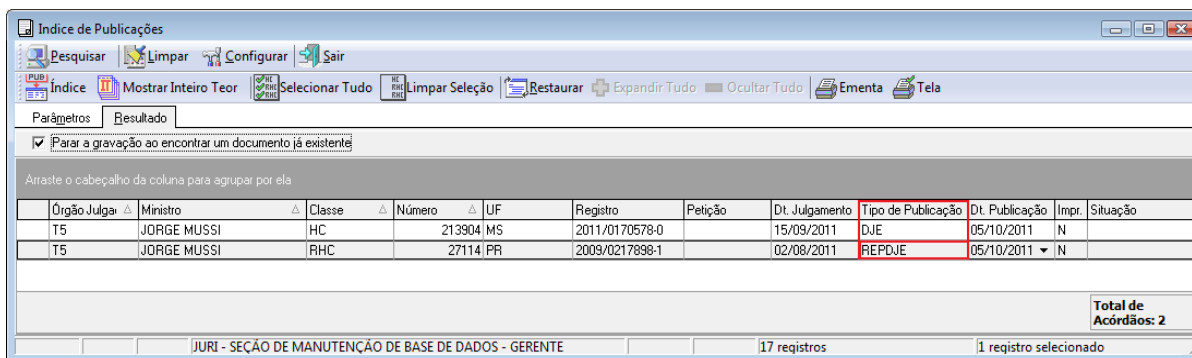 Indice de Publicações
Pesquisar Limpar Configurar Sair
Índice Mostrar Inteiro Teor Selecionar Tudo Limpar Seleção Restaurar Expandir Tudo Ocultar Tudo Ementa Tela
Parâmetros Resultado
Parar a gravação ao encontrar um documento já existente
Arraste o cabeçalho da coluna para agrupar por ela
Órgão Julga Ministro Classe Número UF Registro Petição Dt. Julgamento Tipo de Publicação Dt. Publicação Impr. Situação
T5 JORGE MUSSI HC 213904 MS 2011/0170578-0 15/09/2011 DJE 05/10/2011 N
T5 JORGE MUSSI RHC 27114 PR 2009/0217898-1 02/08/2011 REPDJE 05/10/2011 N
Total de
Acórdãos: 2
JURI - SEÇÃO DE MANUTENÇÃO DE BASE DE DADOS - GERENTE 17 registros 1 registro selecionado